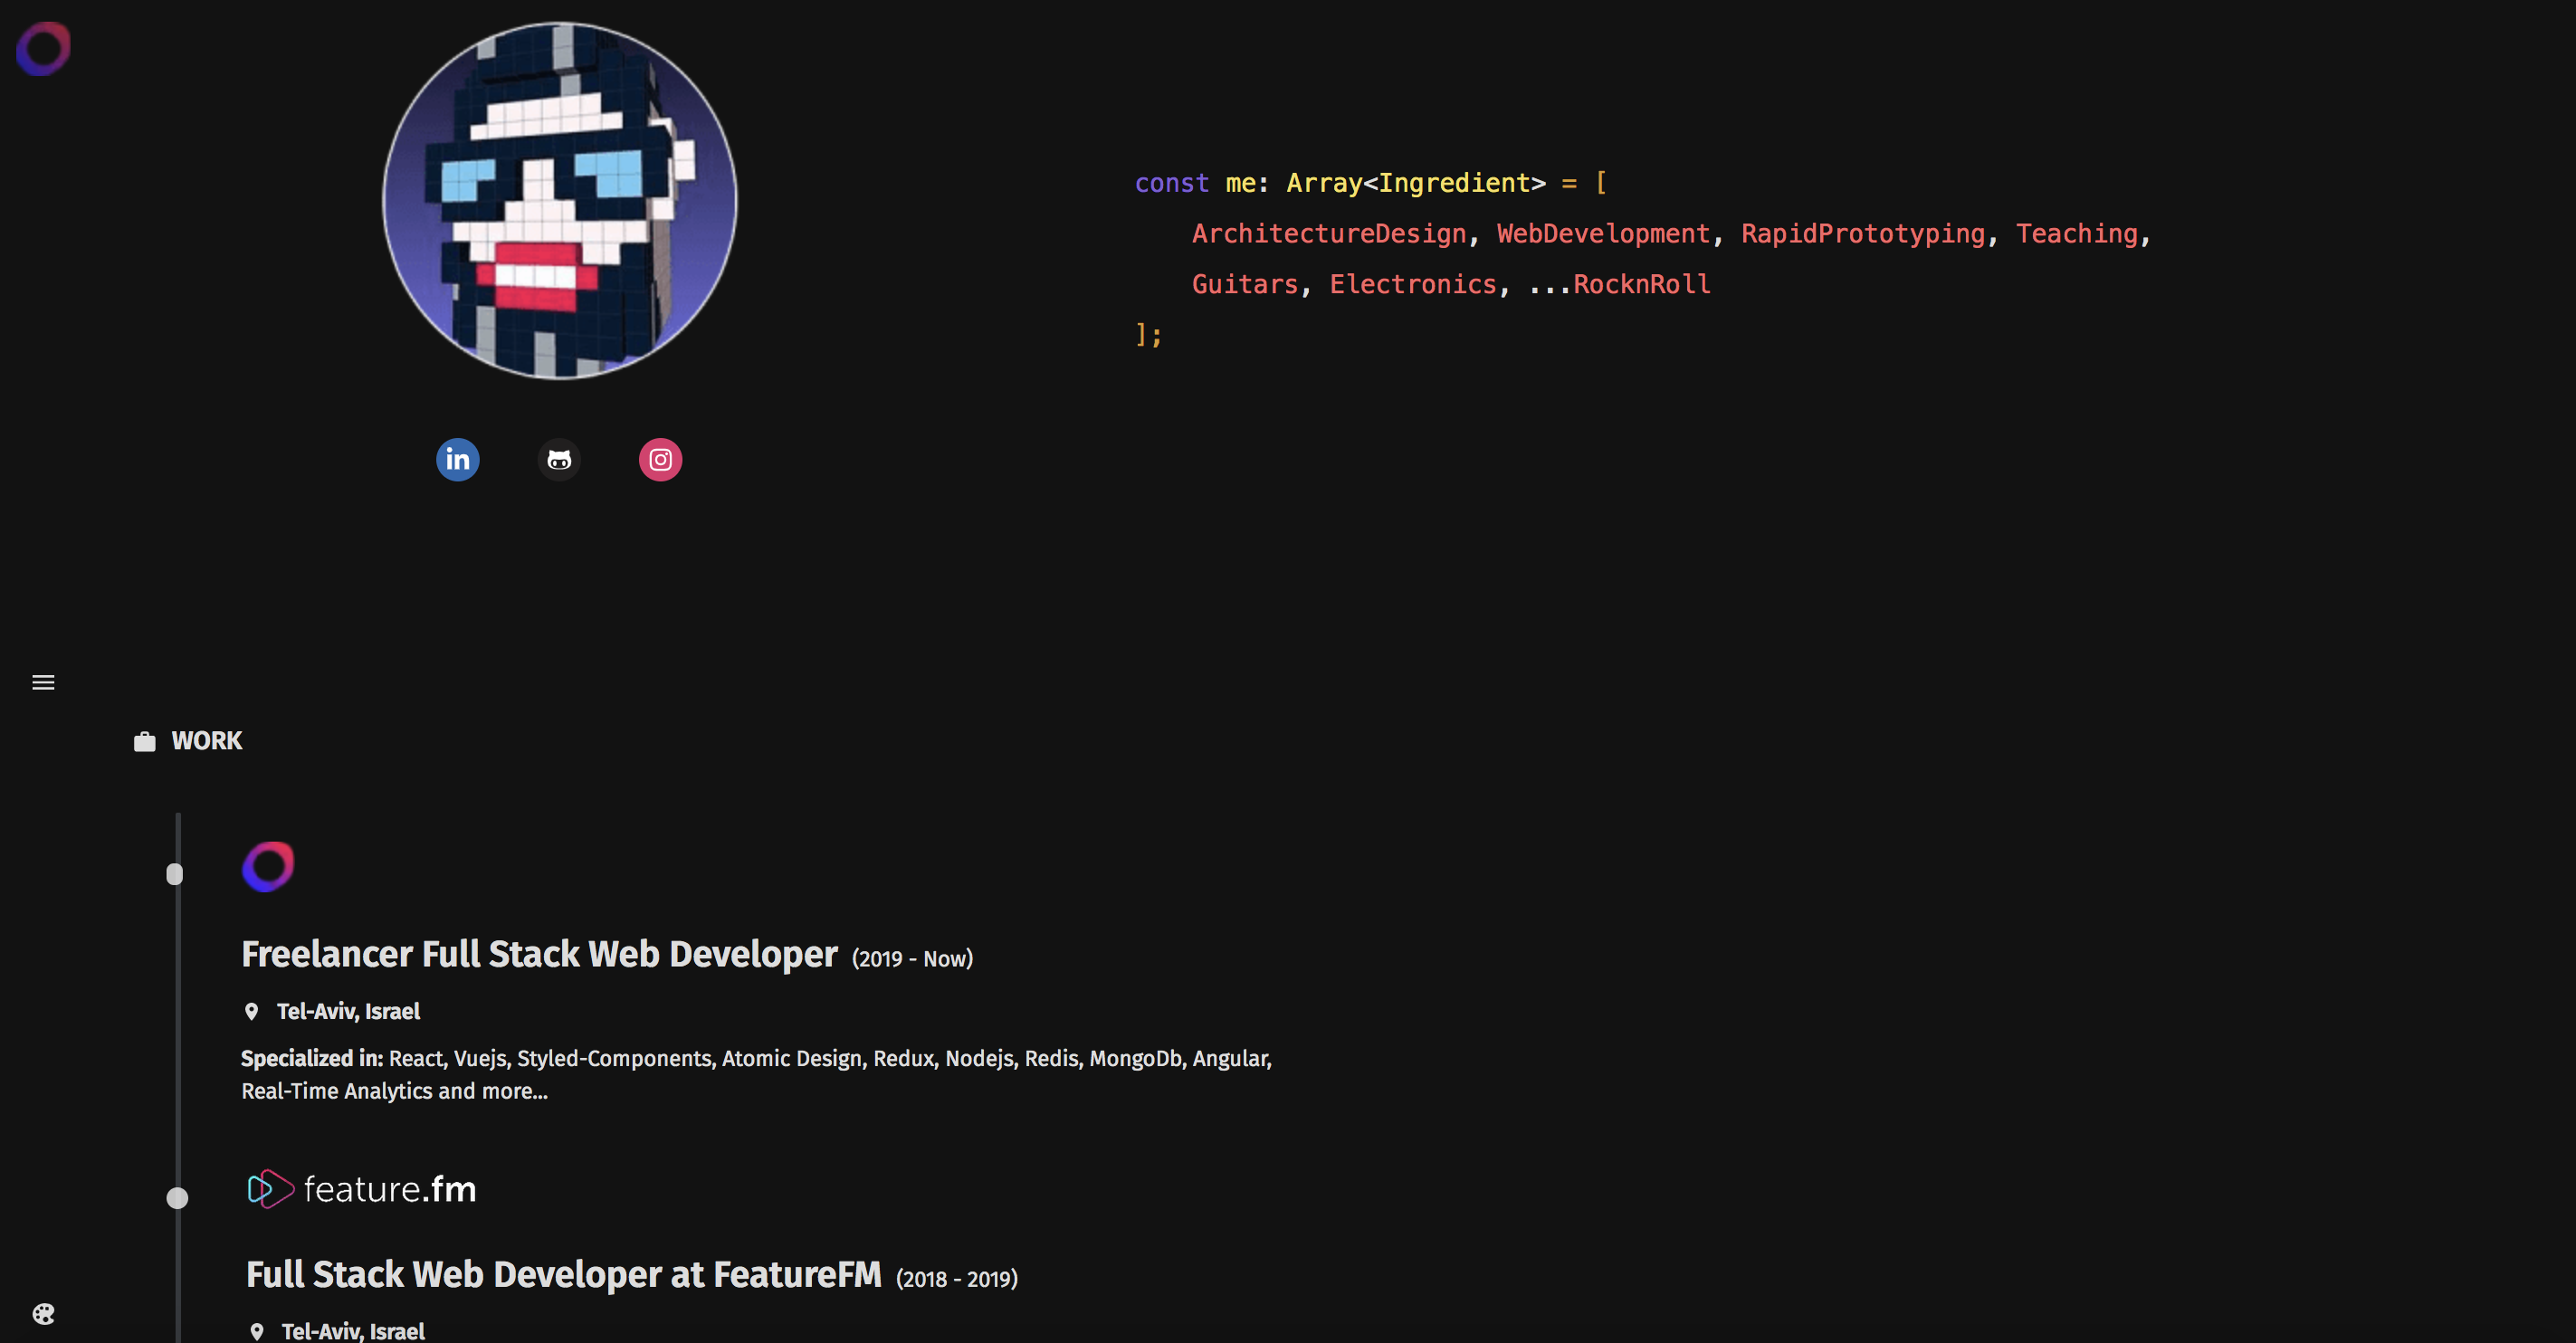 const me: Array<Ingredient> = [
ArchitectureDesign, WebDevelopment, RapidPrototyping, Teaching,
Guitars, Electronics, ...RocknRoll
];
in
WORK
Freelancer Full Stack Web Developer (2019 - Now)
Tel-Aviv, Israel
Specialized in: React, Vuejs, Styled-Components, Atomic Design, Redux, Nodejs, Redis, MongoDb, Angular,
Real-Time Analytics and more...
feature.fm
Full Stack Web Developer at FeatureFM (2018 - 2019)
Tel-Aviv, Israel